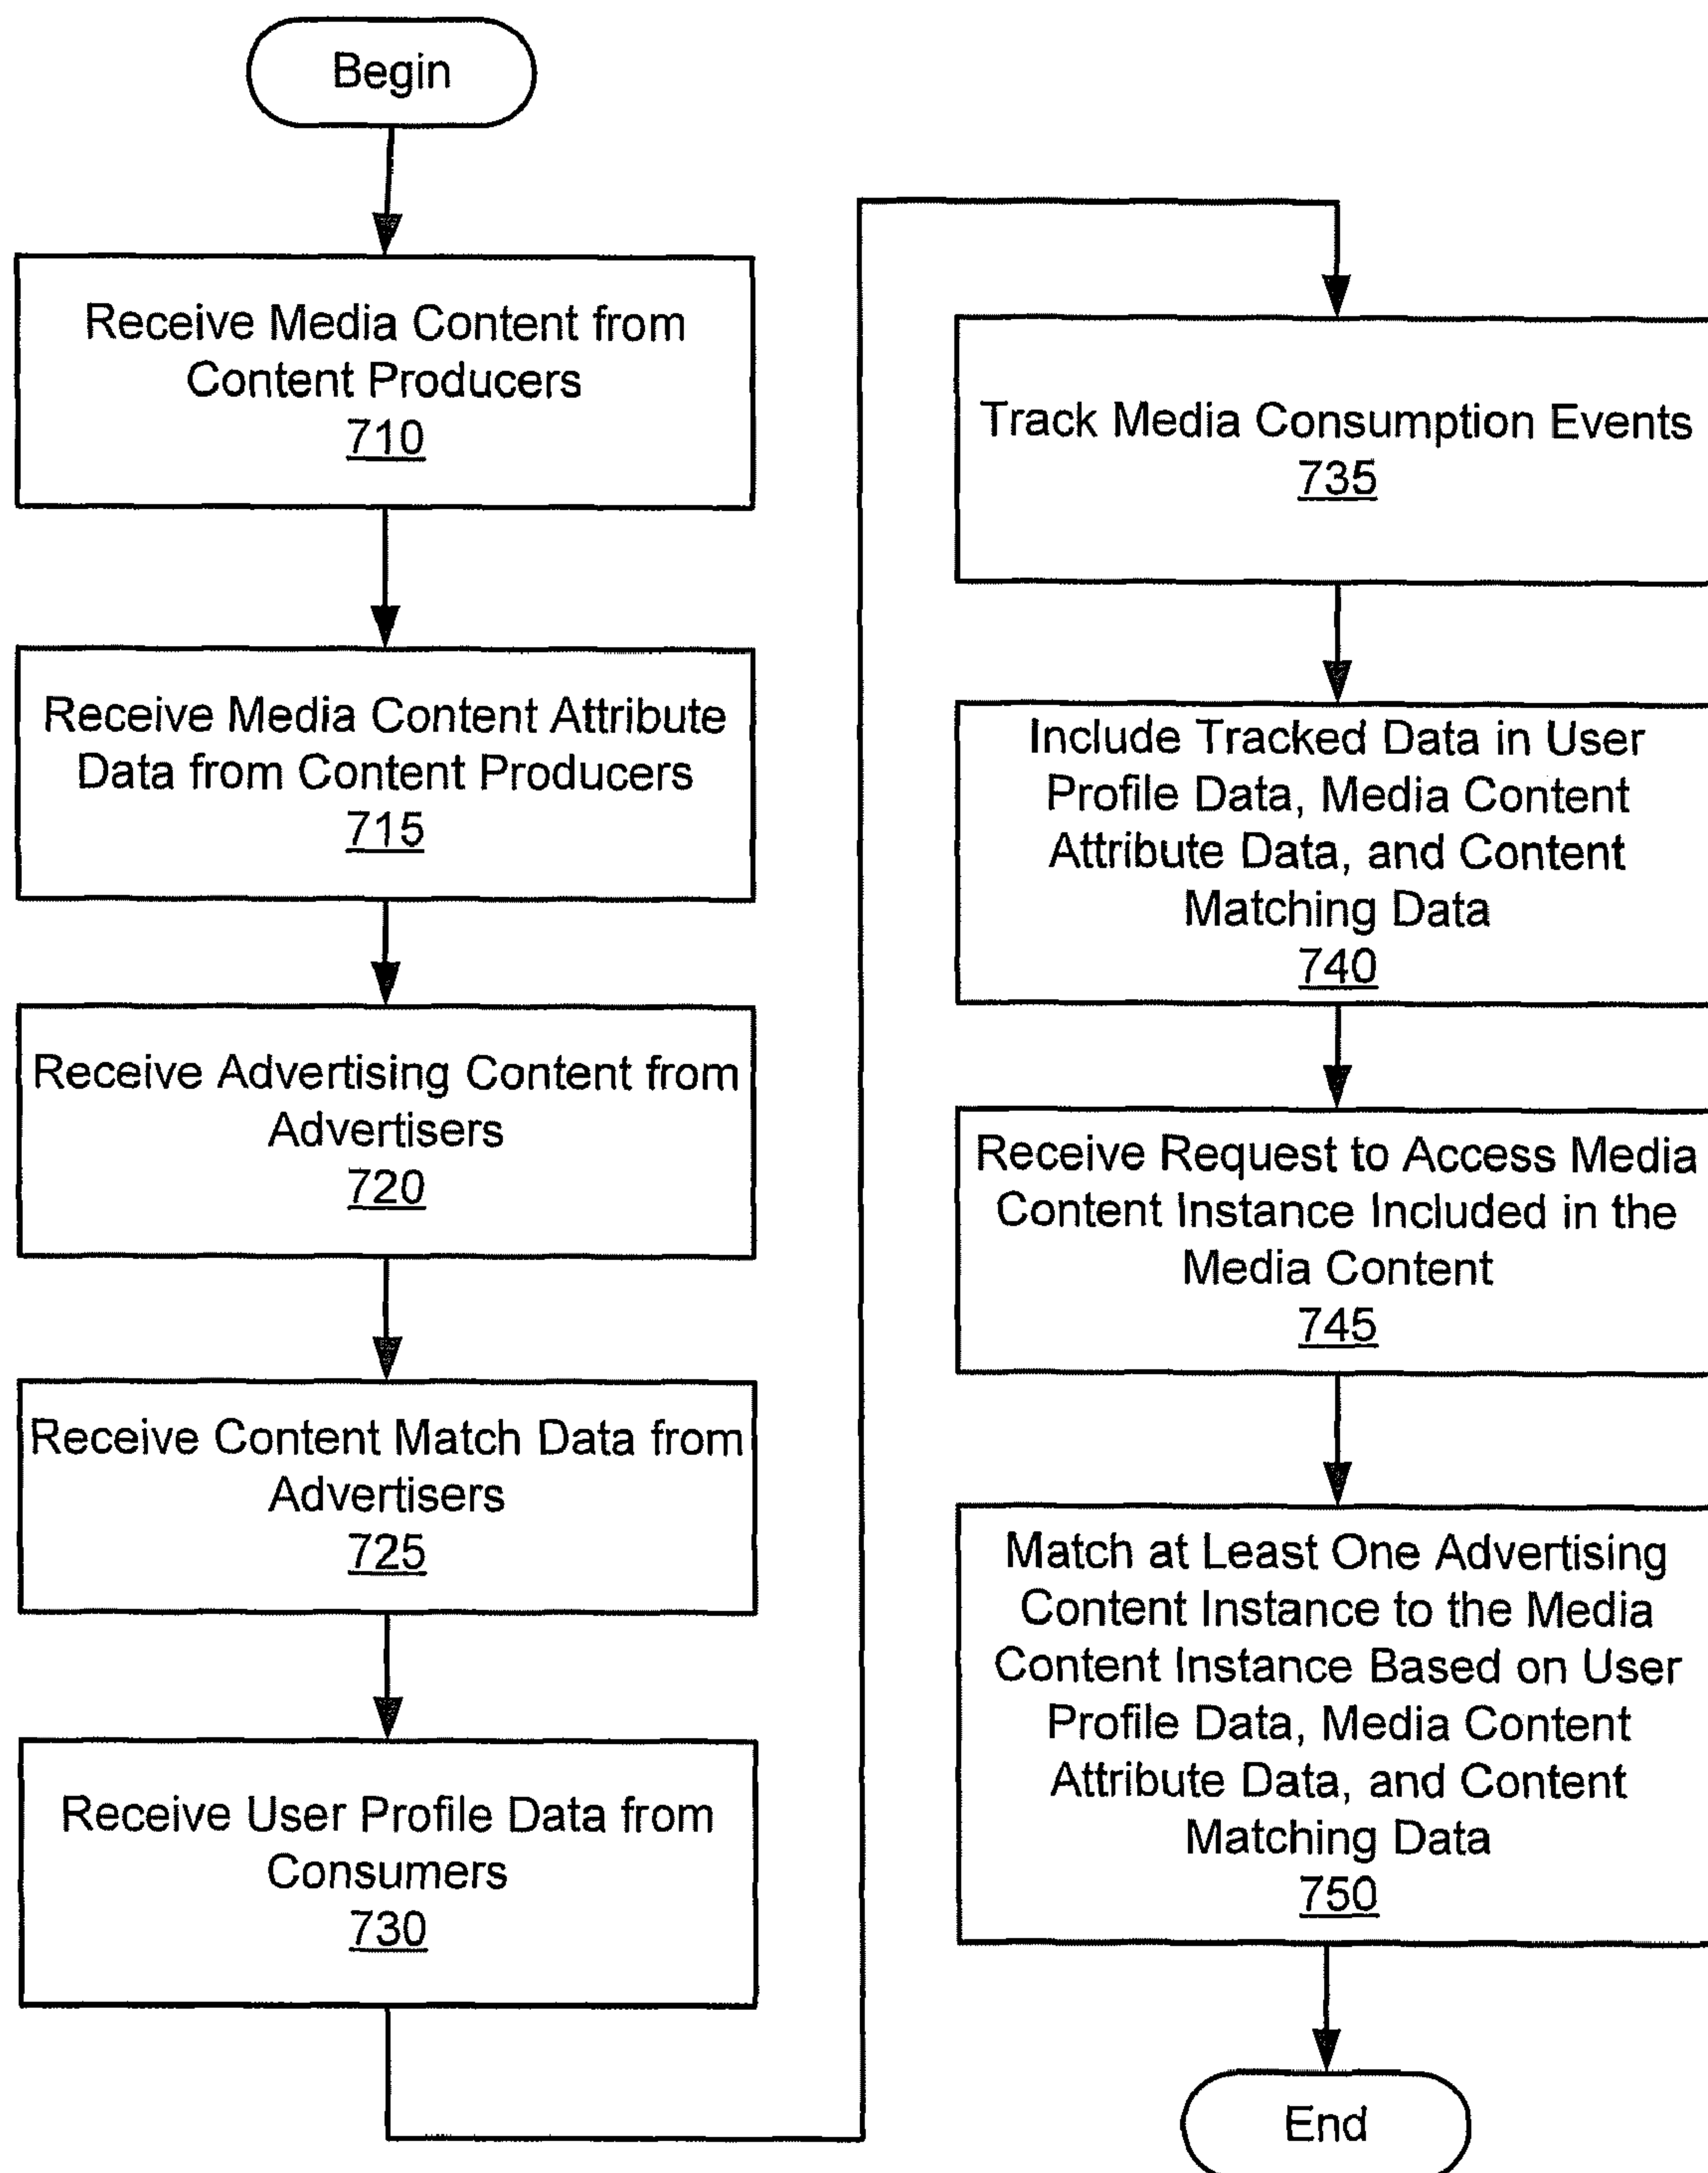 Begin
Receive Media Content from
Content Producers
710
Receive Media Content Attribute
Data from Content Producers
715
Receive Advertising Content from
Advertisers
720
Receive Content Match Data from
Advertisers
725
Receive User Profile Data from
Consumers
730
Track Media Consumption Events
735
Include Tracked Data in User
Profile Data, Media Content
Attribute Data, and Content
Matching Data
740
Receive Request to Access Media
Content Instance Included in the
Media Content
745
Match at Least One Advertising
Content Instance to the Media
Content Instance Based on User
Profile Data, Media Content
Attribute Data, and Content
Matching Data
750
End